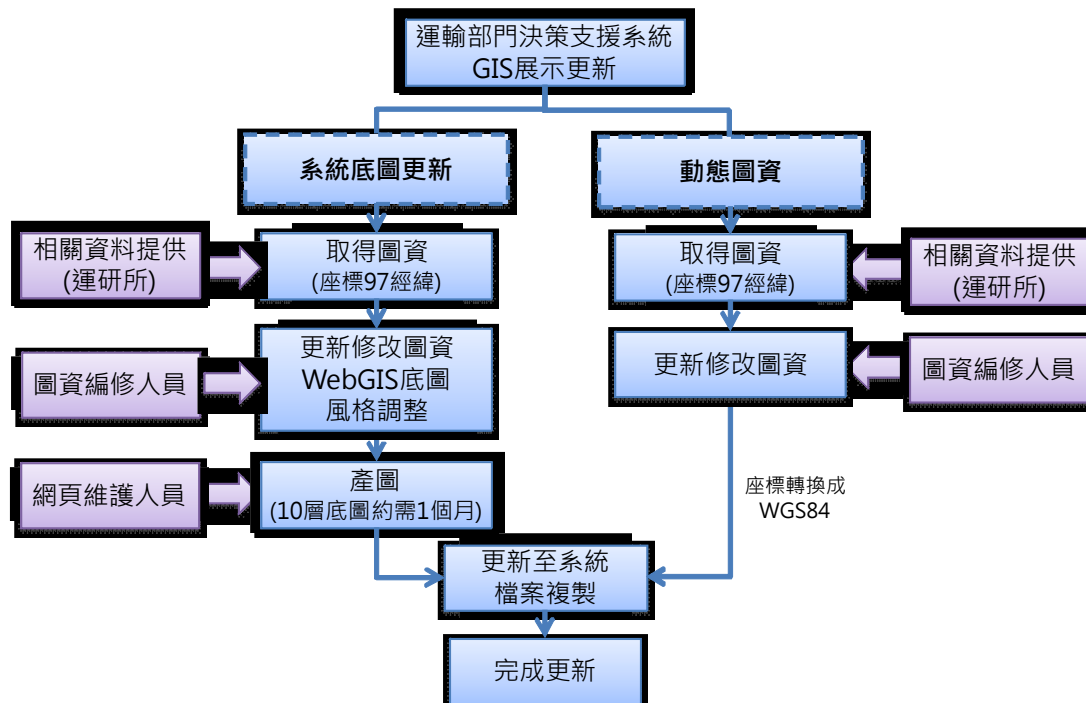 運輸部門決策支援系統
GIS展示更新
系統底圖更新
動態圖資
相關資料提供
(運研所)
取得圖資
(座標97經緯)
取得圖資
(座標97經緯)
相關資料提供
(運研所)
圖資編修人員
更新修改圖資
WebGIS底圖
風格調整
更新修改圖資
圖資編修人員
網頁維護人員
產圖
(10層底圖約需1個月)
座標轉換成
WGS84
更新至系統
檔案複製
完成更新